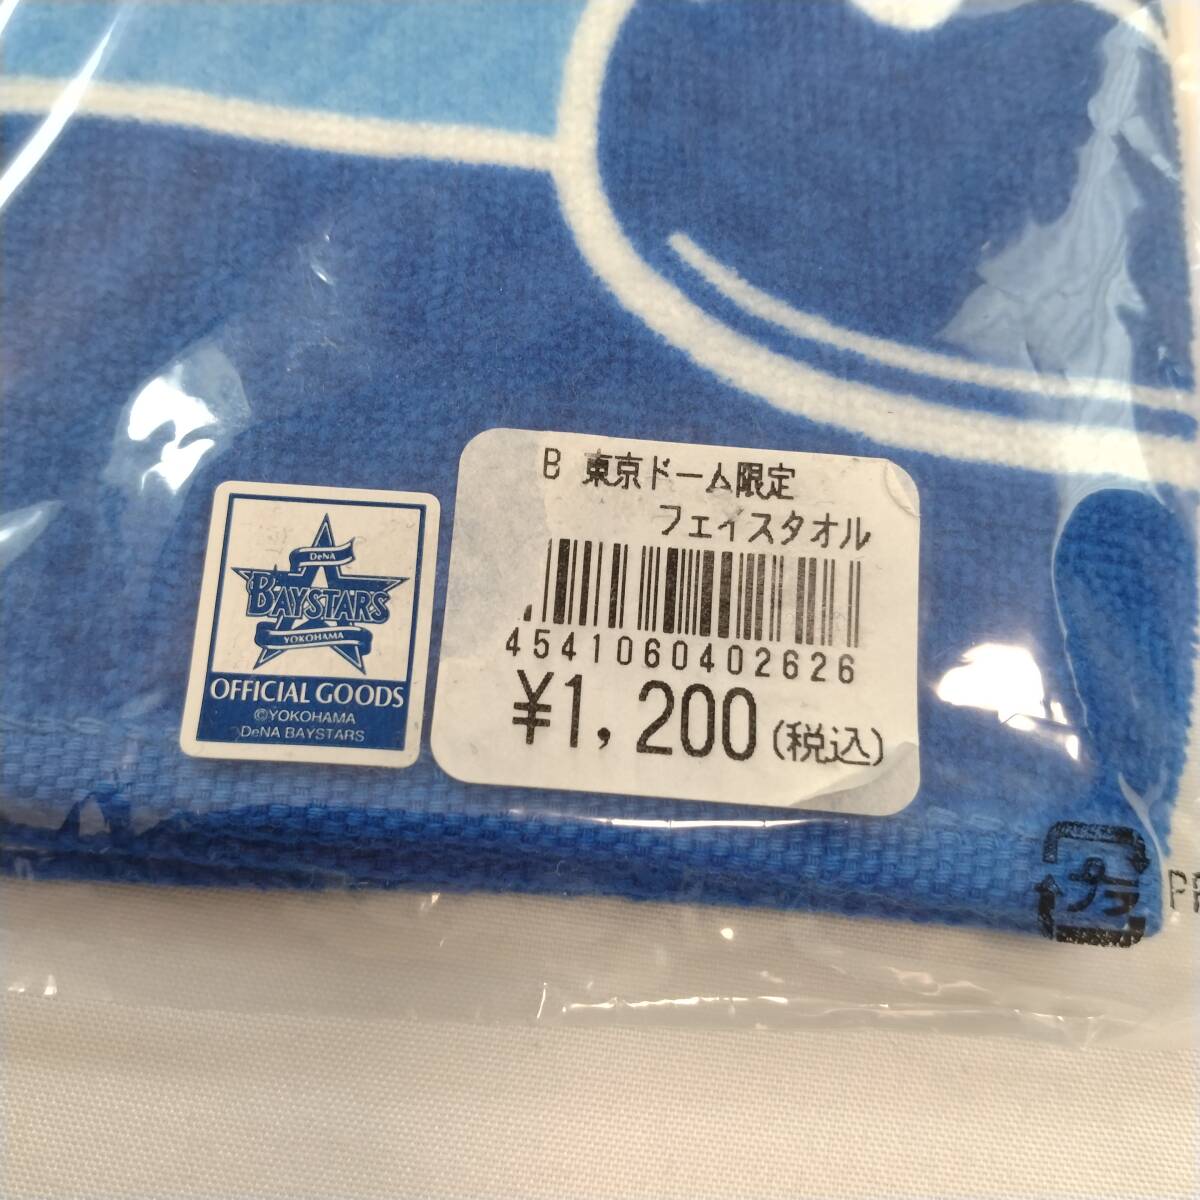 B 東京ドーム限定
フェイスタオル
4541060402626
¥1,200(税込)
DeNA
BAYSTARS
YOKOHAMA
OFFICIAL GOODS
©YOKOHAMA
DeNA BAYSTARS
プラ